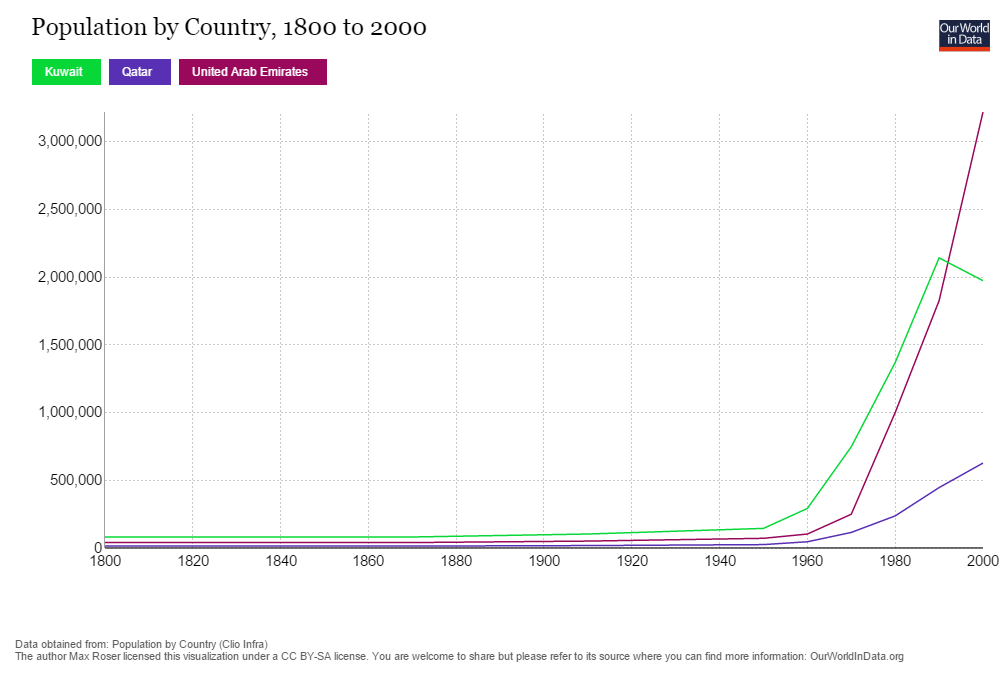 Population by Country, 1800 to 2000
Our World
in Data
Kuwait Qatar United Arab Emirates
3,000,000
2,500,000
2,000,000
1,500,000
1,000,000
500,000
0
1800 1820 1840 1860 1880 1900 1920 1940 1960 1980 2000
Data obtained from: Population by Country (Clio Infra)
The author Max Roser licensed this visualization under a CC BY-SA license. You are welcome to share but please refer to its source where you can find more information: OurWorldInData.org